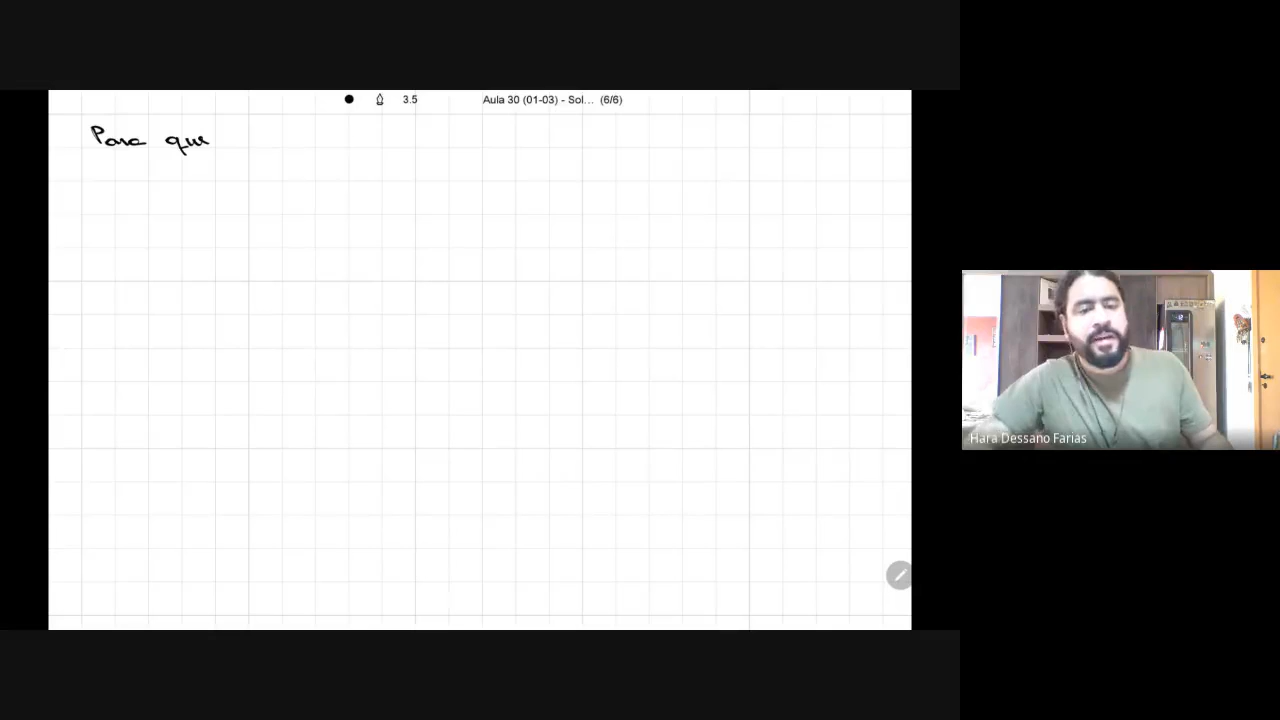 3.5 Aula 30 (01-03) - Sol... (6/6)
Para que
Hara Dessano Farias